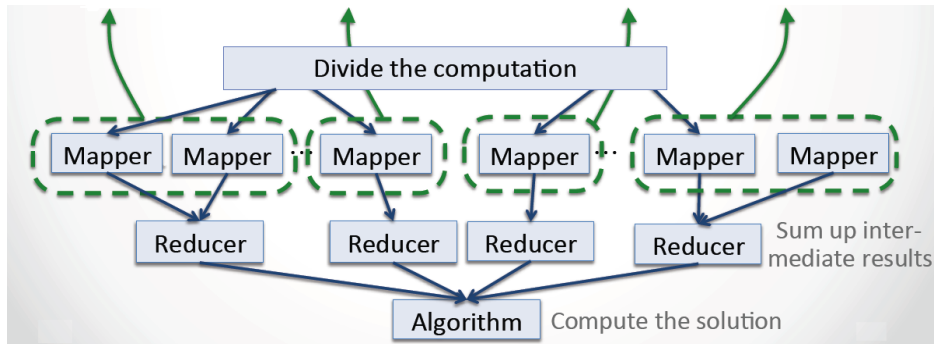 Divide the computation
Mapper
Mapper
...
Mapper
Mapper
...
Mapper
Mapper
Reducer
Reducer
Reducer
Reducer
Sum up inter-
mediate results
Algorithm
Compute the solution